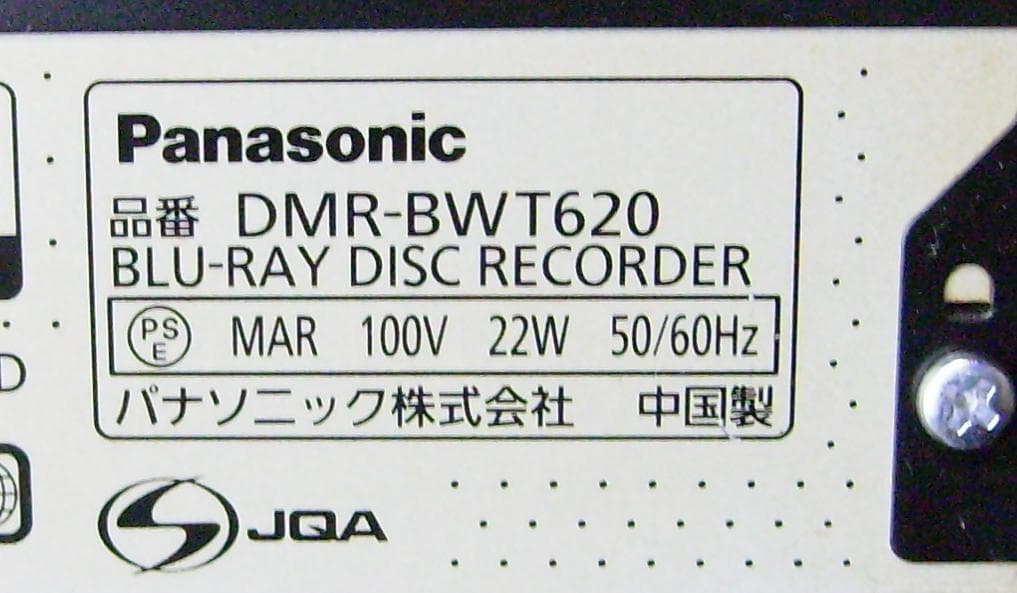 Panasonic
品番 DMR-BWT620
BLU-RAY DISC RECORDER
PS E MAR 100V 22W 50/60Hz
パナソニック株式会社 中国製
JQA
D